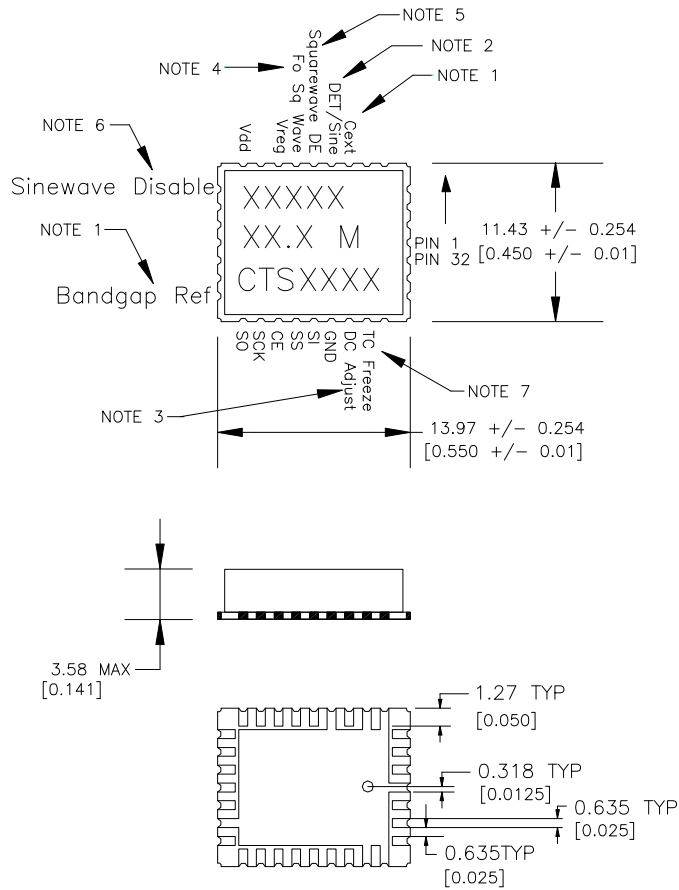 NOTE 5
NOTE 2
NOTE 1
NOTE 4
NOTE 6
Squarewave DE
Fo Sq Wave
DET/Sine
Cext
Vreg
Vdd
Sinewave Disable
NOTE 1
Bandgap Ref
XXXXX
XX.X M
CTSXXXX
PIN 1
PIN 32
11.43 +/- 0.254
[0.450 +/- 0.01]
SO
SCK
CE
SS
SI
GND
DC Adjust
TC Freeze
NOTE 7
NOTE 3
13.97 +/- 0.254
[0.550 +/- 0.01]
3.58 MAX
[0.141]
1.27 TYP
[0.050]
0.318 TYP
[0.0125]
0.635 TYP
[0.025]
0.635TYP
[0.025]